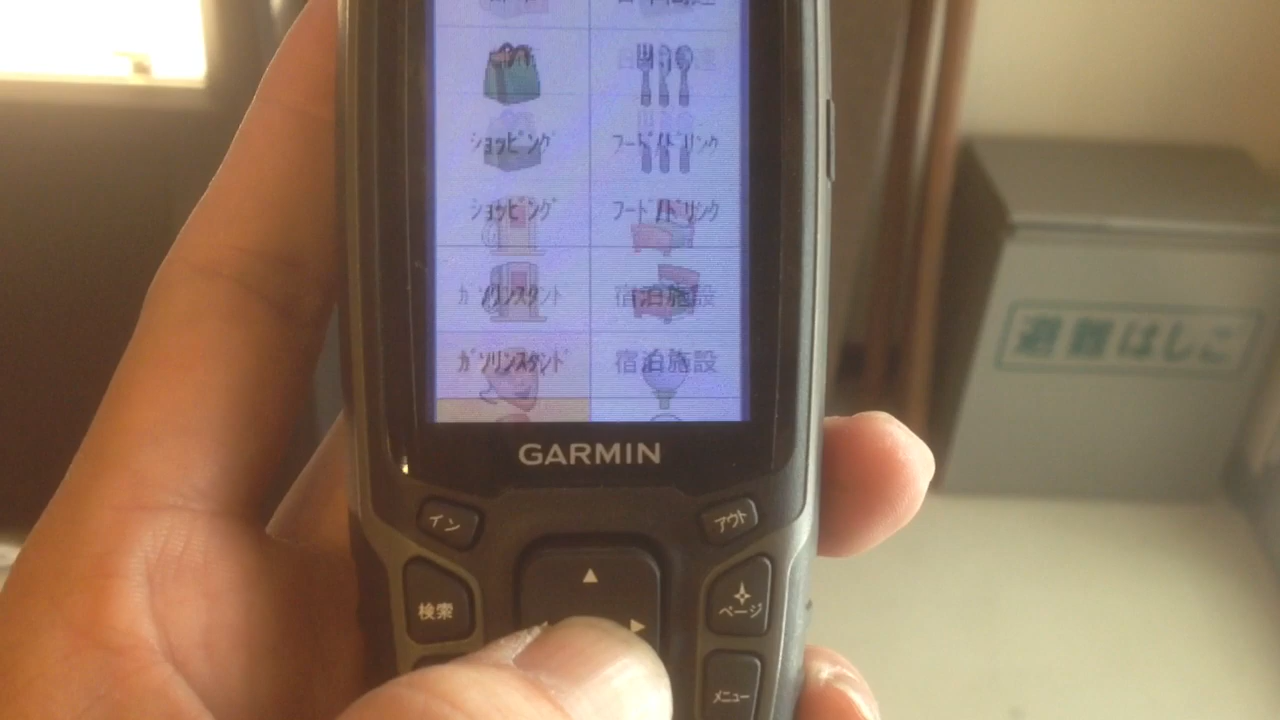 ショッピング
フード/ドリンク
ショッピング
フード/ドリンク
ガソリンスタンド
宿泊施設
ガソリンスタンド
宿泊施設
GARMIN
イン
アウト
検索
ページ
メニュー
避難はしご